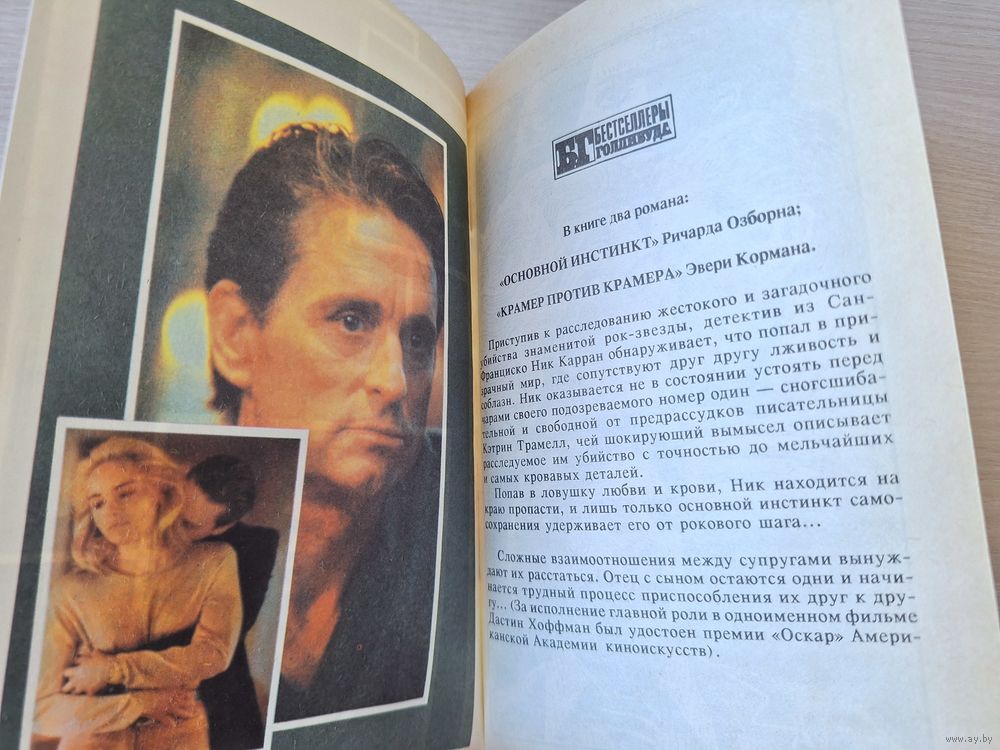 БГ БЕСТСЕЛЛЕРЫ
ГОЛЛИВУДА
В книге два романа:
«ОСНОВНОЙ ИНСТИНКТ» Ричарда Озборна;
«КРАМЕР ПРОТИВ КРАМЕРА» Эвери Кормана.
Приступив к расследованию жестокого и загадочного
убийства знаменитой рок-звезды, детектив из Сан-
Франциско Ник Карран обнаруживает, что попал в при-
зрачный мир, где сопутствуют друг другу лживость и
соблазн. Ник оказывается не в состоянии устоять перед
чарами своего подозреваемого номер один — сногсшиба-
тельной и свободной от предрассудков писательницы
Кэтрин Трамелл, чей шокирующий вымысел описывает
расследуемое им убийство с точностью до мельчайших
и самых кровавых деталей.
Попав в ловушку любви и крови, Ник находится на
краю пропасти, и лишь только основной инстинкт само-
сохранения удерживает его от рокового шага...
Сложные взаимоотношения между супругами вынуж-
дают их расстаться. Отец с сыном остаются одни и начи-
нается трудный процесс приспособления их друг к дру-
гу... (За исполнение главной роли в одноименном фильме
Дастин Хоффман был удостоен премии «Оскар» Амери-
канской Академии киноискусств).
www.ay.by